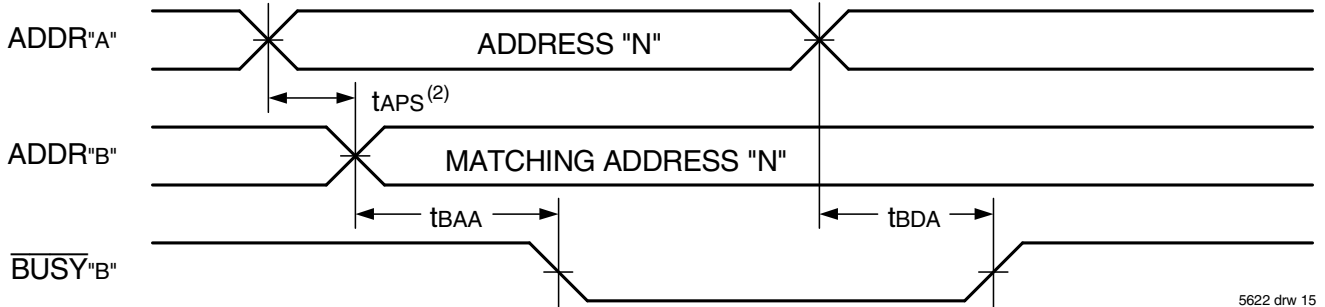 ADDR"A"
ADDRESS "N"
tAPS(2)
ADDR"B"
MATCHING ADDRESS "N"
tBAA
tBDA
BUSY"B"
5622 drw 15